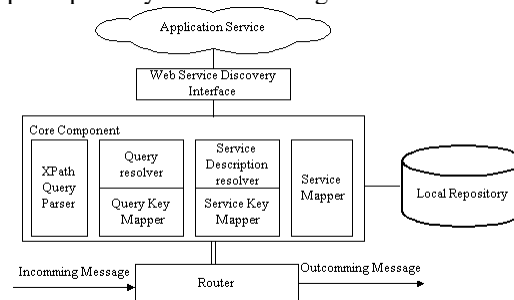 Application Service
Web Service Discovery
Interface
Core Component
XPath
Query
Parser
Query
resolver
Query Key
Mapper
Service
Description
resolver
Service Key
Mapper
Service
Mapper
Local Repository
Incomming Message
Router
Outcomming Message